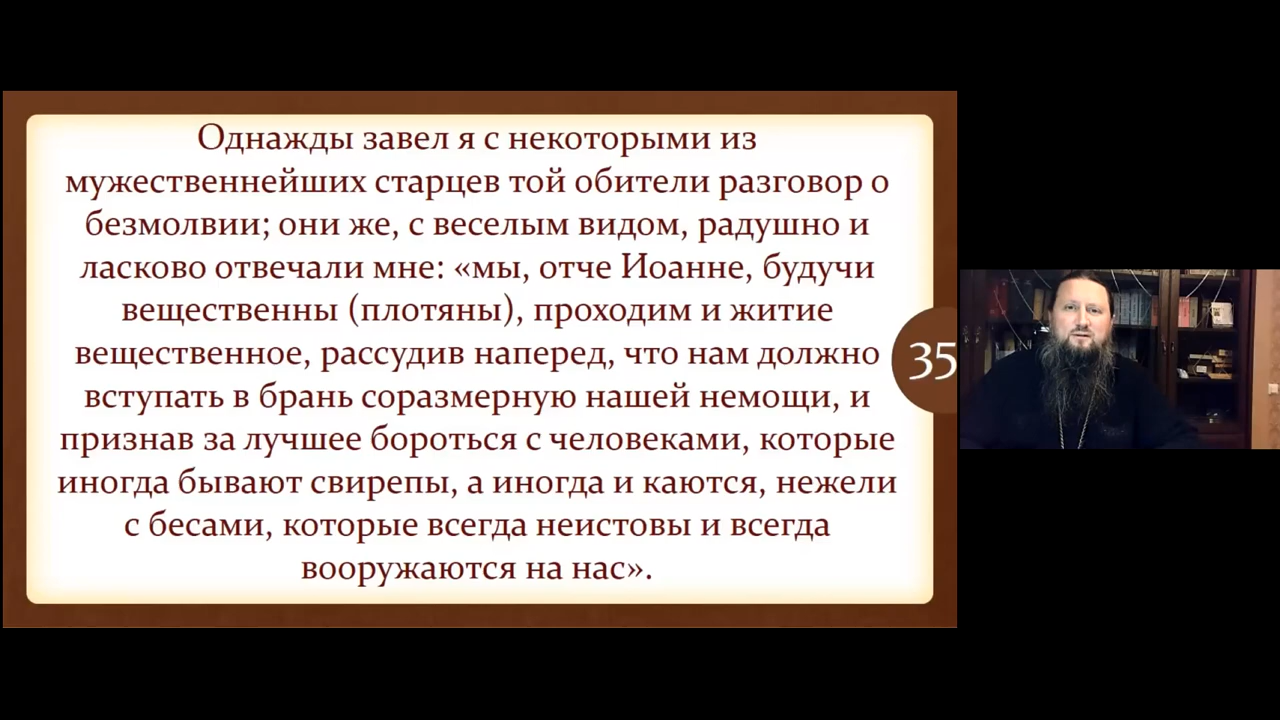 Однажды завел я с некоторыми из
мужественнейших старцев той обители разговор о
безмолвии; они же, с веселым видом, радушно и
ласково отвечали мне: «мы, отче Иоанне, будучи
вещественны (плотяны), проходим и житие
вещественное, рассудив наперед, что нам должно
вступать в брань соразмерную нашей немощи, и
признав за лучшее бороться с человеками, которые
иногда бывают свирепы, а иногда и каются, нежели
с бесами, которые всегда неистовы и всегда
вооружаются на нас».
35